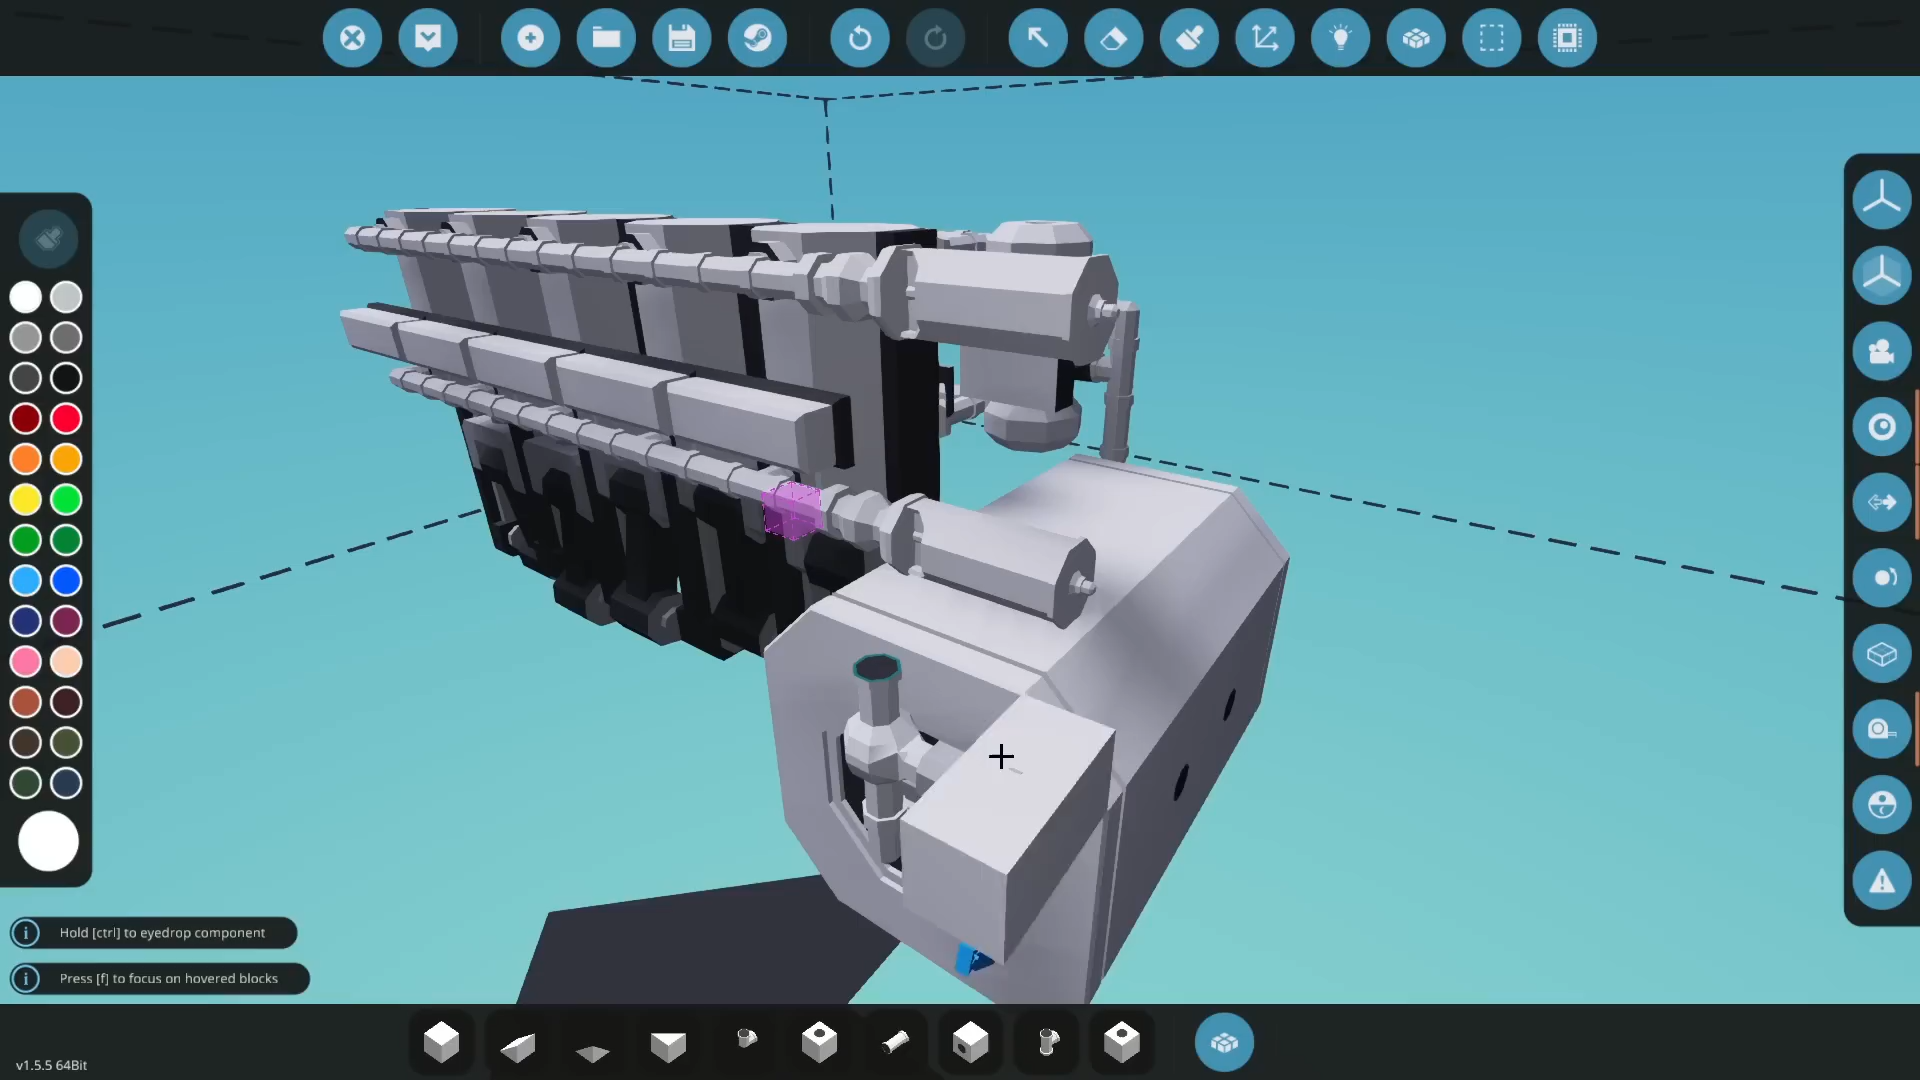 Hold [ctrl] to eyedrop component
Press [f] to focus on hovered blocks
v1.5.5 64Bit